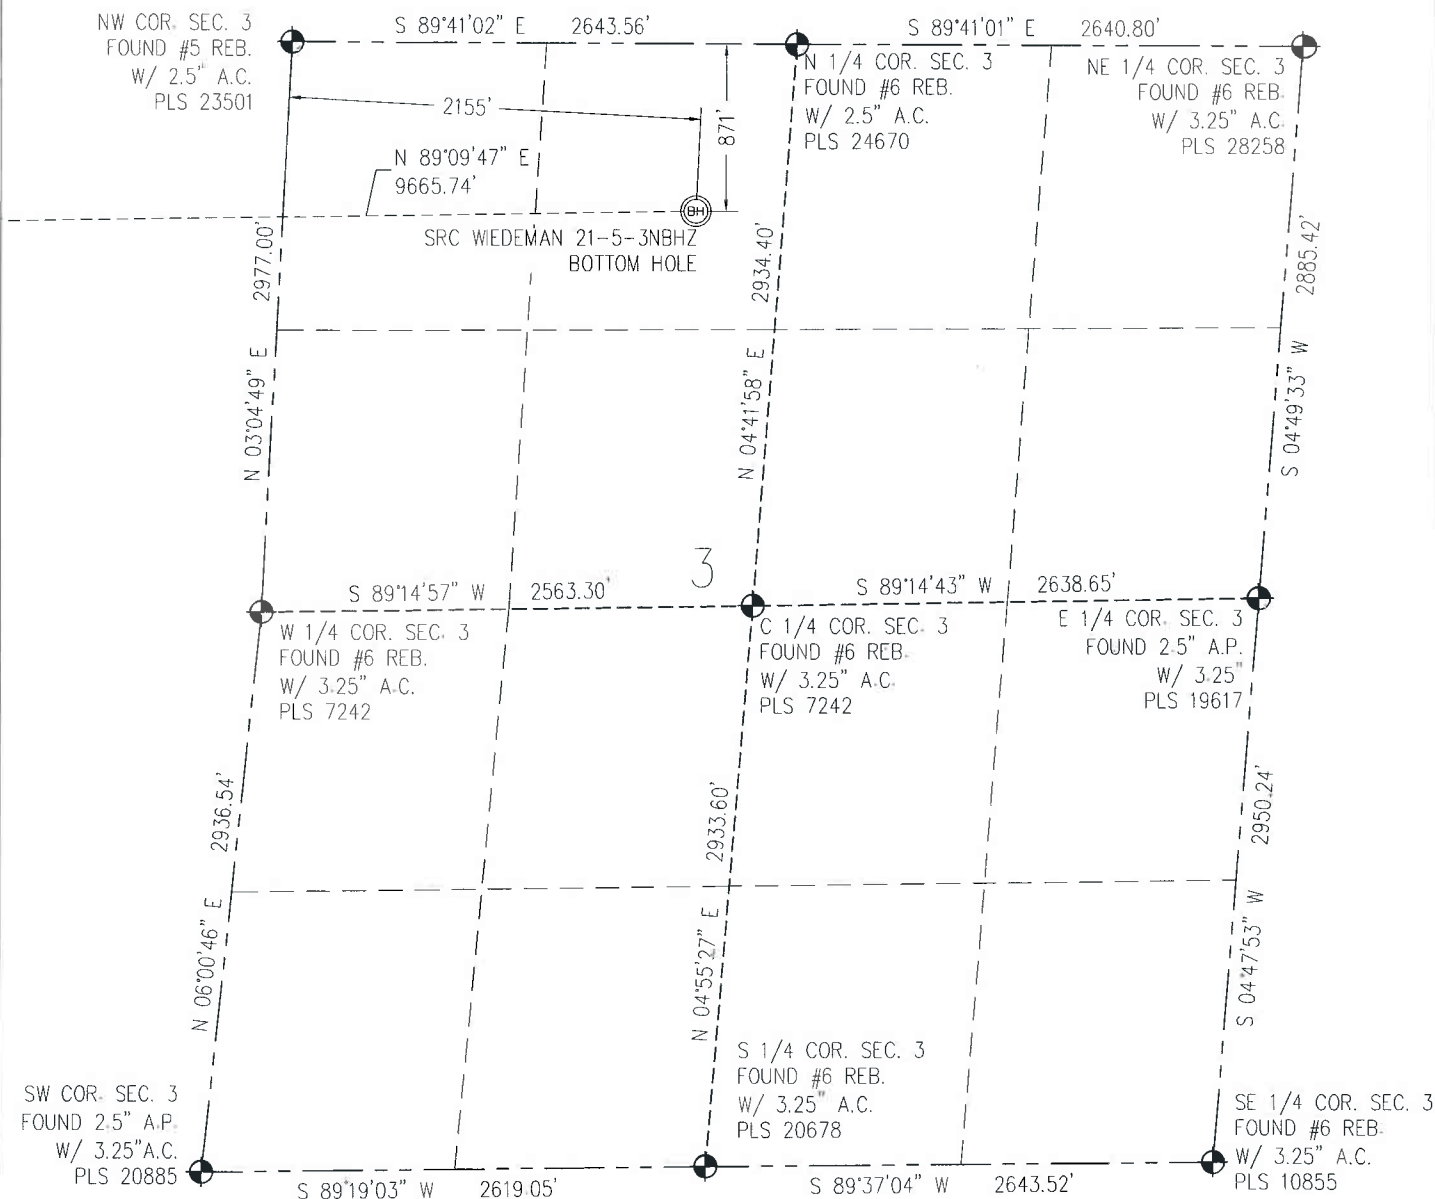 NW COR. SEC. 3
FOUND #5 REB.
W/ 2.5" A.C.
PLS 23501
S 89°41'02" E 2643.56'
S 89°41'01" E 2640.80'
N 1/4 COR. SEC. 3
FOUND #6 REB.
W/ 2.5" A.C.
PLS 24670
NE 1/4 COR. SEC. 3
FOUND #6 REB.
W/ 3.25" A.C.
PLS 28258
2155'
871'
N 89°09'47" E
9665.74'
BH
SRC WIEDEMAN 21-5-3NBHZ
BOTTOM HOLE
N 03°04'49" E 2977.00'
N 04°41'58" E 2934.40'
S 04°49'33" W 2885.42'
3
S 89°14'57" W 2563.30'
S 89°14'43" W 2638.65'
W 1/4 COR. SEC. 3
FOUND #6 REB.
W/ 3.25" A.C.
PLS 7242
C 1/4 COR. SEC. 3
FOUND #6 REB.
W/ 3.25" A.C.
PLS 7242
E 1/4 COR. SEC. 3
FOUND 2.5" A.P.
W/ 3.25"
PLS 19617
N 06°00'46" E 2936.54'
N 04°55'27" E 2933.60'
S 04°47'53" W 2950.24'
SW COR. SEC. 3
FOUND 2.5" A.P.
W/ 3.25"A.C.
PLS 20885
S 1/4 COR. SEC. 3
FOUND #6 REB.
W/ 3.25" A.C.
PLS 20678
SE 1/4 COR. SEC. 3
FOUND #6 REB.
W/ 3.25" A.C.
PLS 10855
S 89°19'03" W 2619.05'
S 89°37'04" W 2643.52'